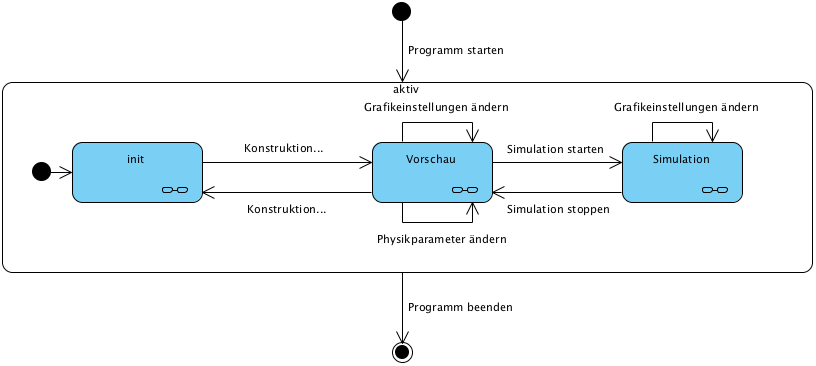 Programm starten
aktiv
Grafikeinstellungen ändern
Grafikeinstellungen ändern
init
Konstruktion...
Vorschau
Simulation starten
Simulation
Konstruktion...
Simulation stoppen
Physikparameter ändern
Programm beenden